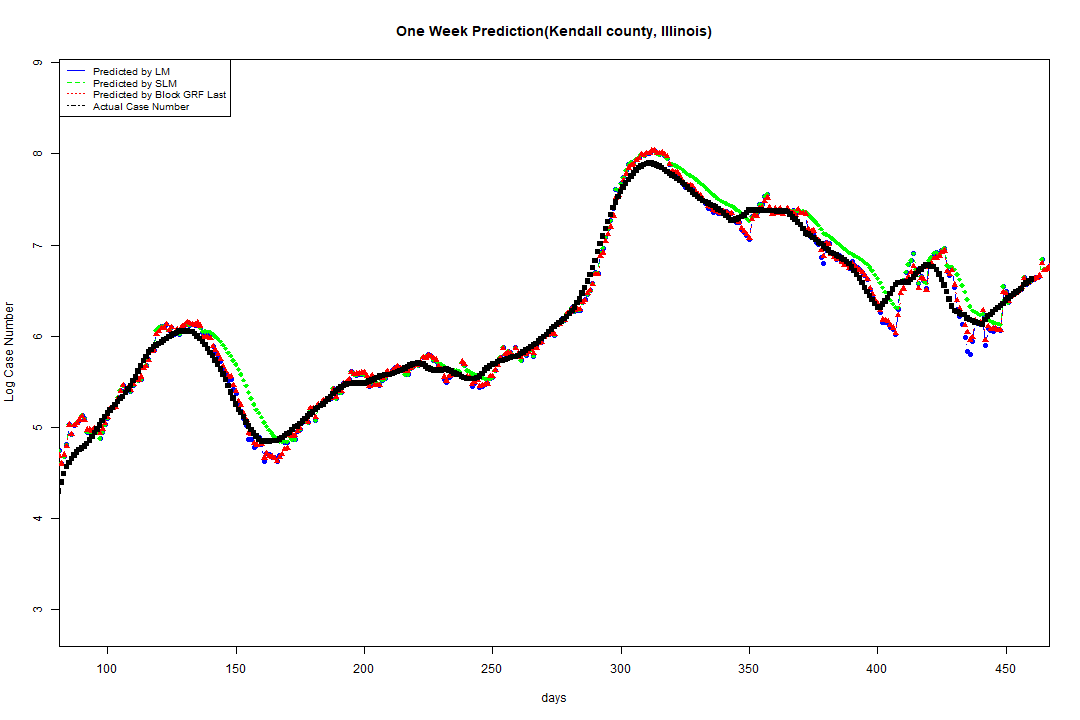 One Week Prediction(Kendall county, Illinois)
Predicted by LM
Predicted by SLM
Predicted by Block GRF Last
Actual Case Number
9
8
7
6
5
4
3
Log Case Number
100 150 200 250 300 350 400 450
days